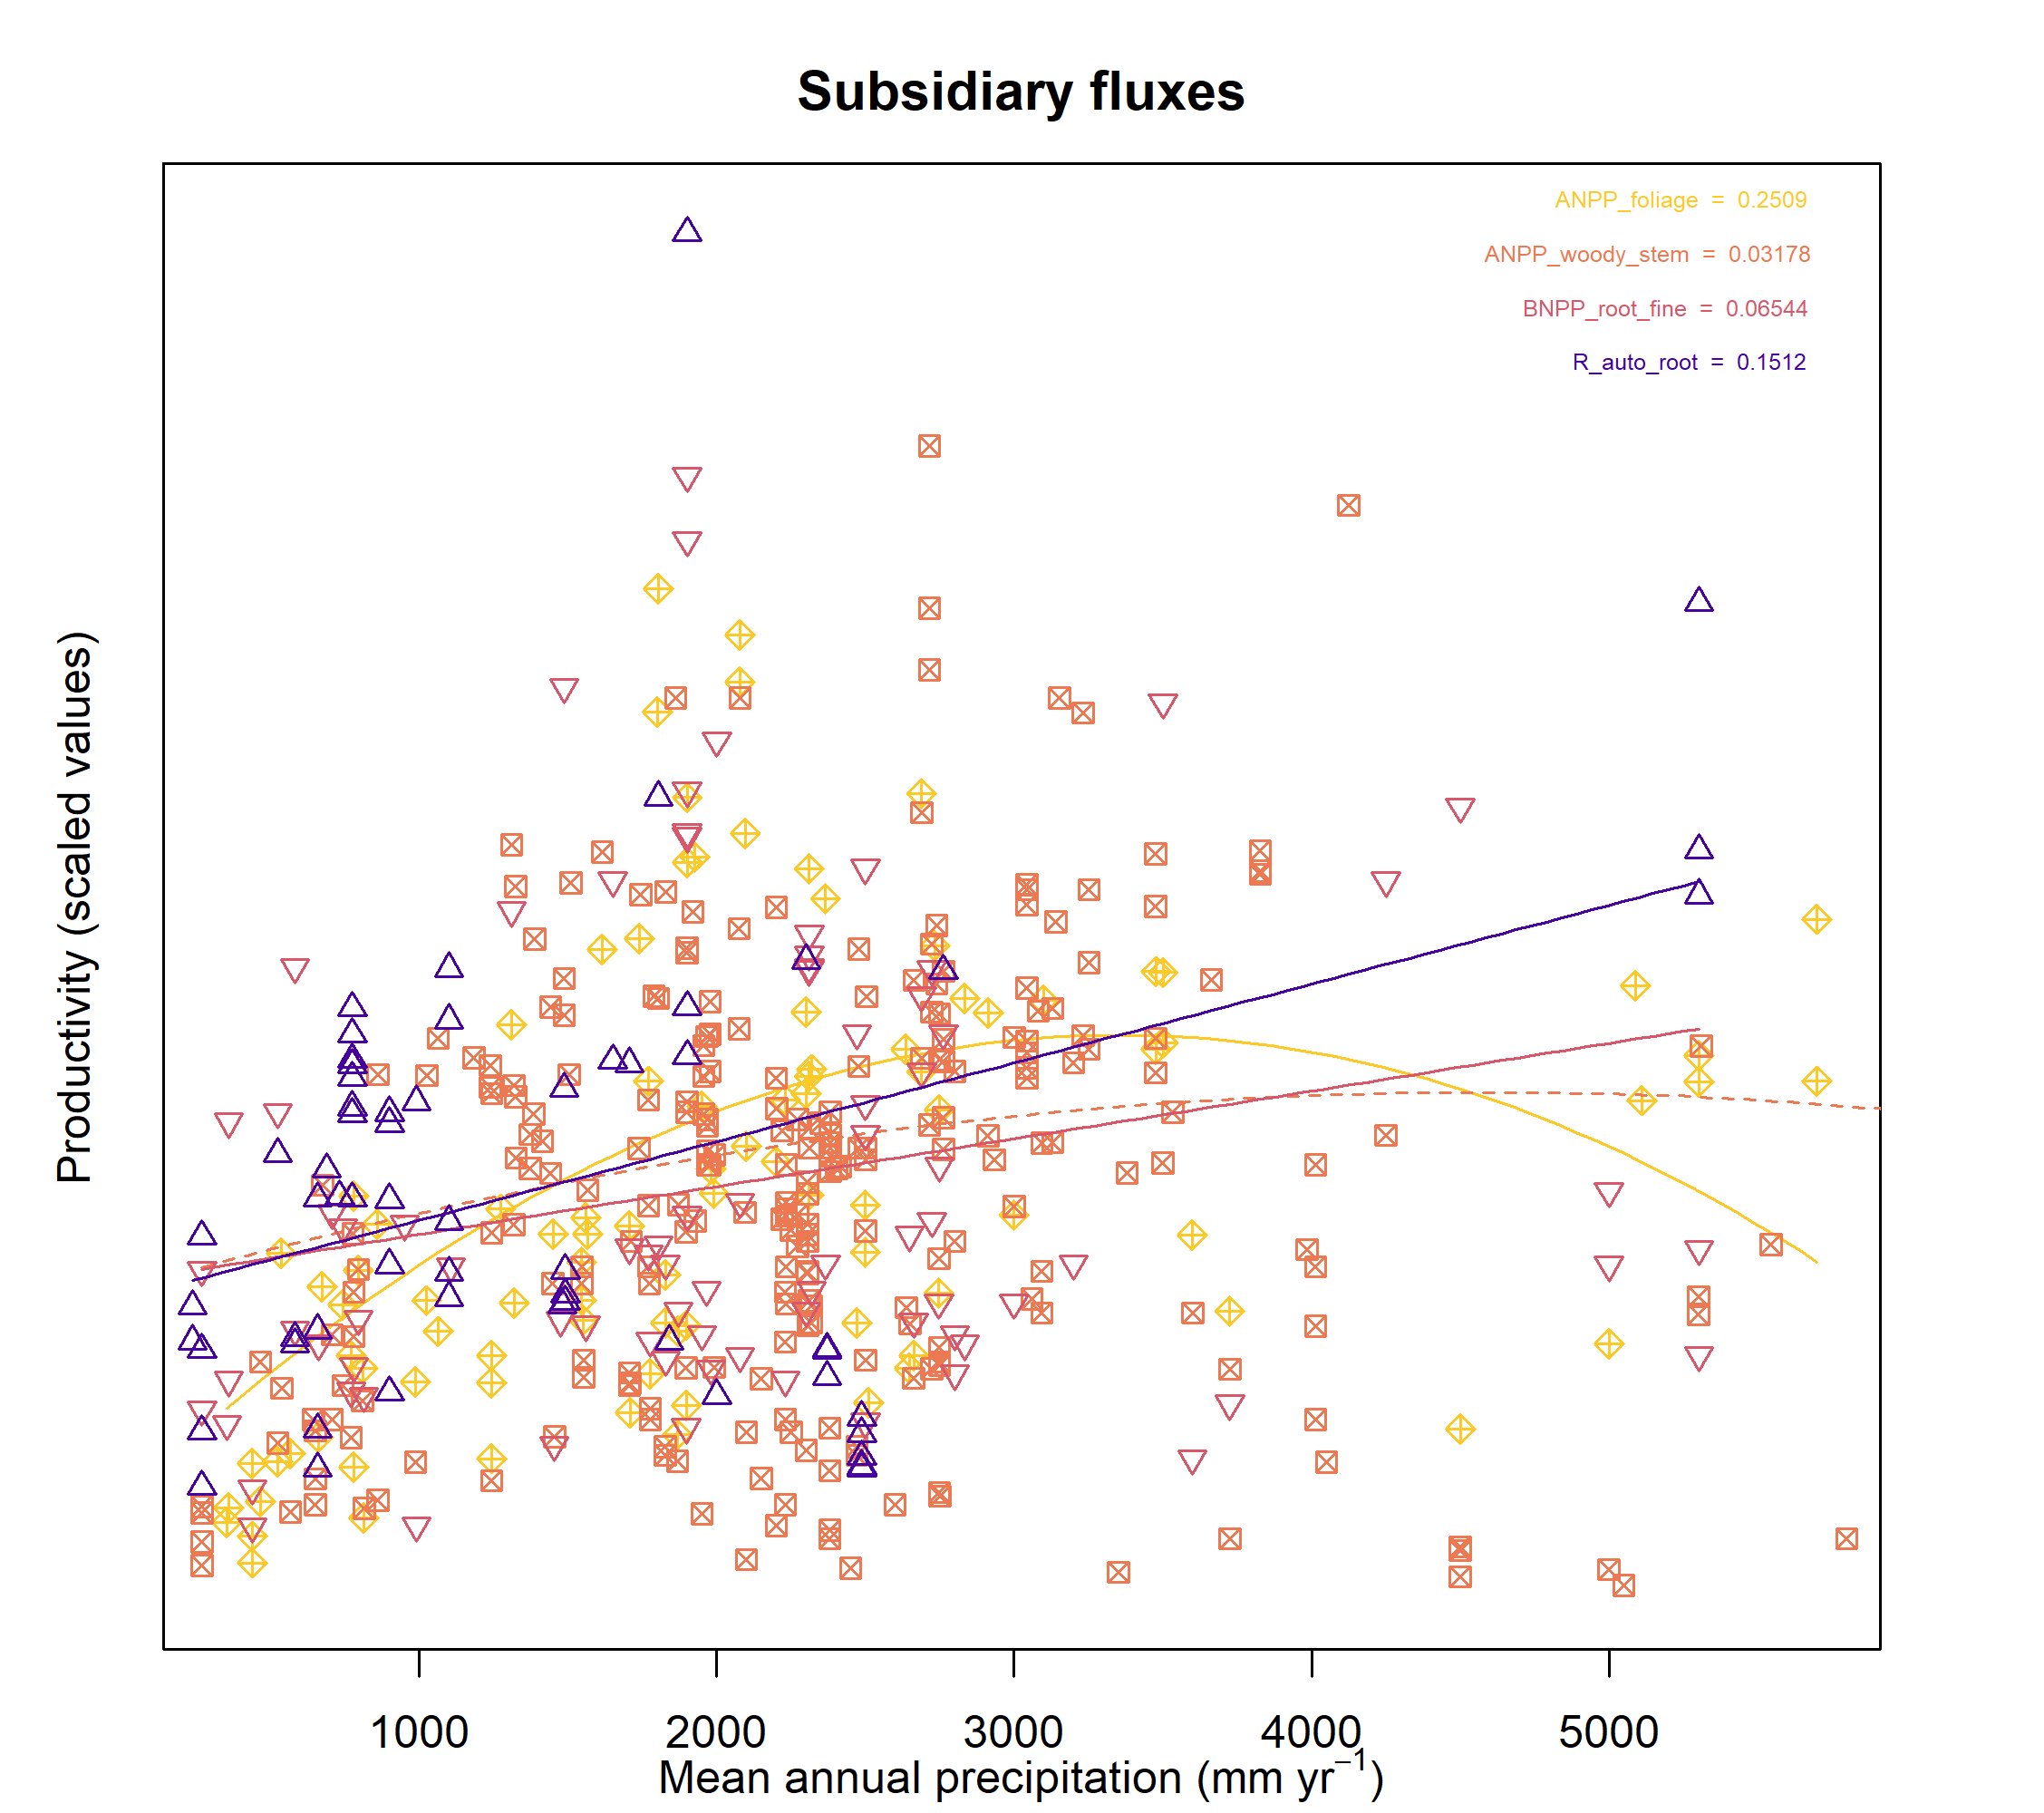 Subsidiary fluxes
ANPP_foliage = 0.2509
ANPP_woody_stem = 0.03178
BNPP_root_fine = 0.06544
R_auto_root = 0.1512
Productivity (scaled values)
1000 2000 3000 4000 5000
Mean annual precipitation (mm yr⁻¹)